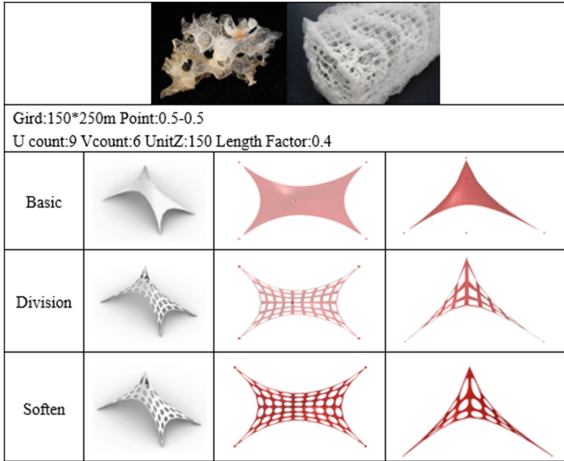 Gird:150*250m Point:0.5-0.5
U count:9 Vcount:6 UnitZ:150 Length Factor:0.4
Basic
Division
Soften